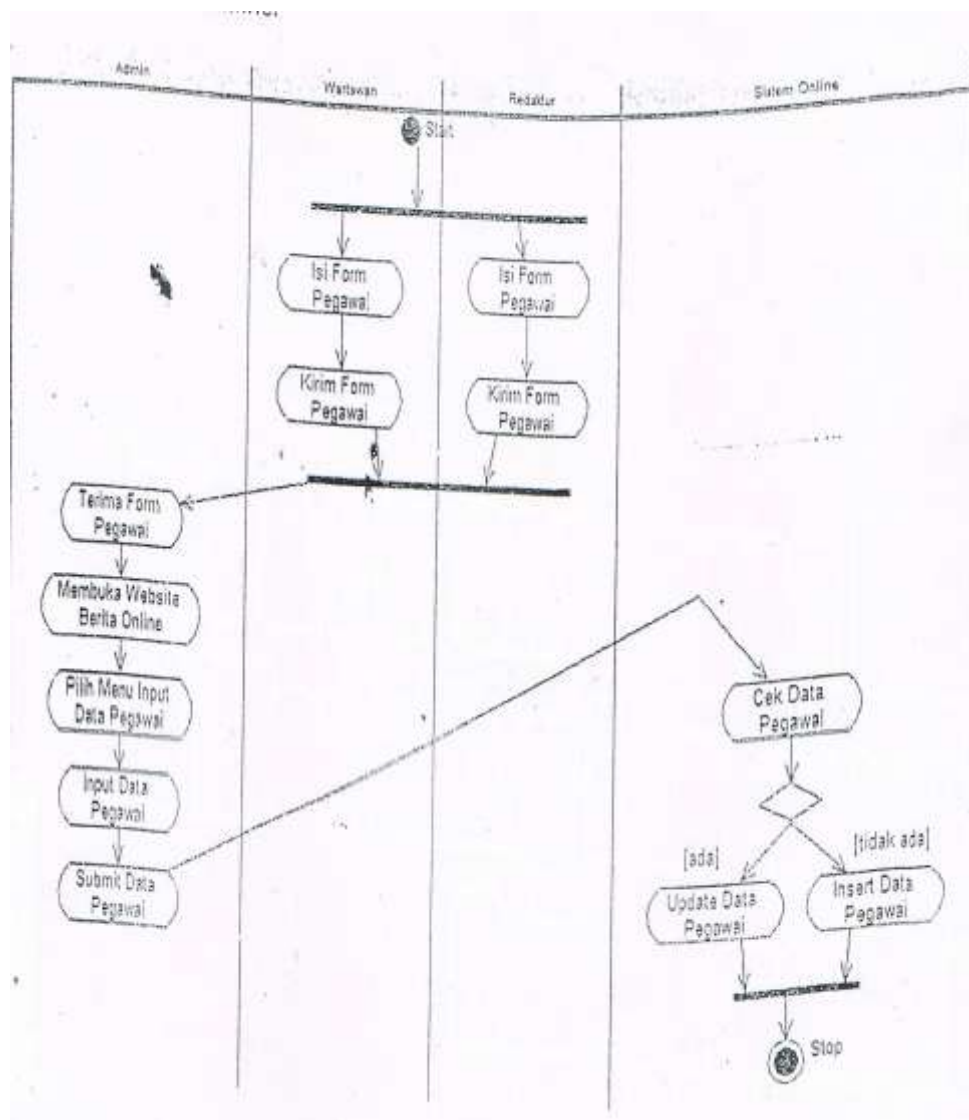 Admin
Wartawan
Redaktur
Sistem Online
Start
Isi Form
Pegawai
Isi Form
Pegawai
Kirim Form
Pegawai
Kirim Form
Pegawai
Terima Form
Pegawai
Membuka Website
Berita Online
Pilih Menu Input
Data Pegawai
Input Data
Pegawai
Submit Data
Pegawai
Cek Data
Pegawai
[ada]
[tidak ada]
Update Data
Pegawai
Insert Data
Pegawai
Stop